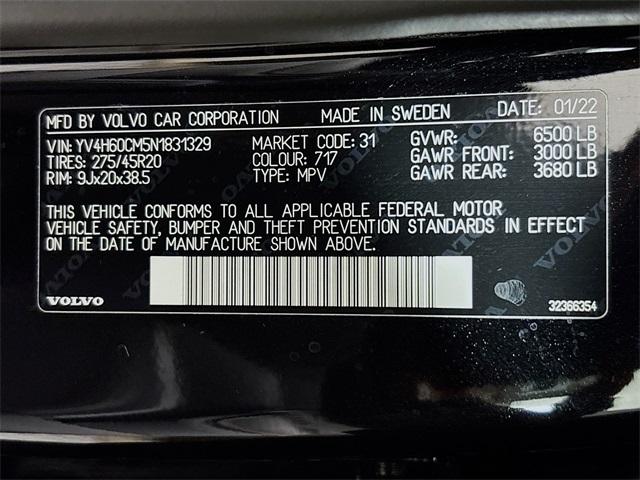 MFD BY VOLVO CAR CORPORATION MADE IN SWEDEN DATE: 01/22
VIN: YV4H60CM5N1831329 MARKET CODE: 31 GVWR: 6500 LB
TIRES: 275/45R20 COLOUR: 717 GAWR FRONT: 3000 LB
RIM: 9Jx20x38.5 TYPE: MPV GAWR REAR: 3680 LB
THIS VEHICLE CONFORMS TO ALL APPLICABLE FEDERAL MOTOR
VEHICLE SAFETY, BUMPER AND THEFT PREVENTION STANDARDS IN EFFECT
ON THE DATE OF MANUFACTURE SHOWN ABOVE.
VOLVO 32366354